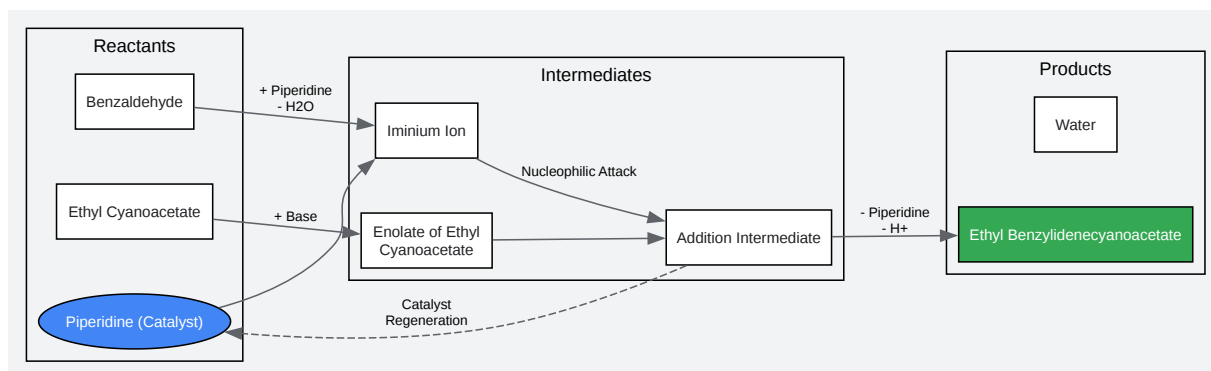 Reactants
Benzaldehyde
Ethyl Cyanoacetate
Piperidine (Catalyst)
+ Piperidine
- H2O
+ Base
Intermediates
Iminium Ion
Nucleophilic Attack
Enolate of Ethyl
Cyanoacetate
Addition Intermediate
Catalyst
Regeneration
- Piperidine
- H+
Products
Water
Ethyl Benzylidenecyanoacetate